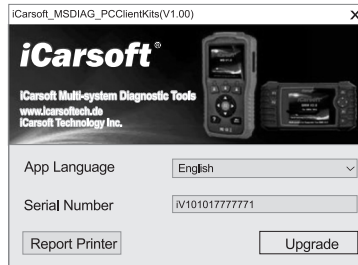 iCarsoft_MSDIAG_PCClientKits(V1.00)
X
iCarsoft®
iCarsoft Multi-system Diagnostic Tools
www.icarsoftech.de
iCarsoft Technology Inc.
App Language
English
Serial Number
iV101017777771
Report Printer
Upgrade